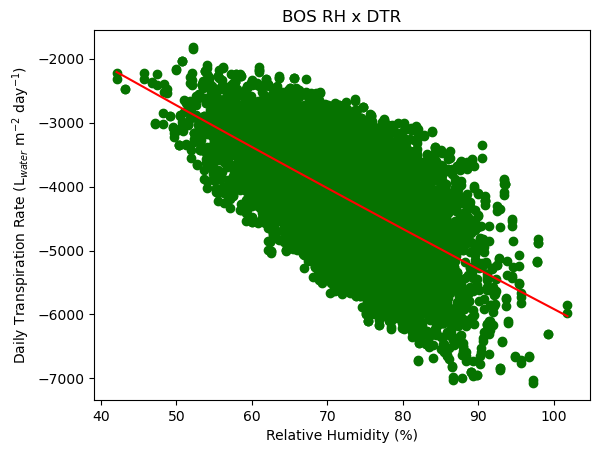 BOS RH x DTR
Daily Transpiration Rate (L_water m⁻² day⁻¹)
−2000
−3000
−4000
−5000
−6000
−7000
40 50 60 70 80 90 100
Relative Humidity (%)